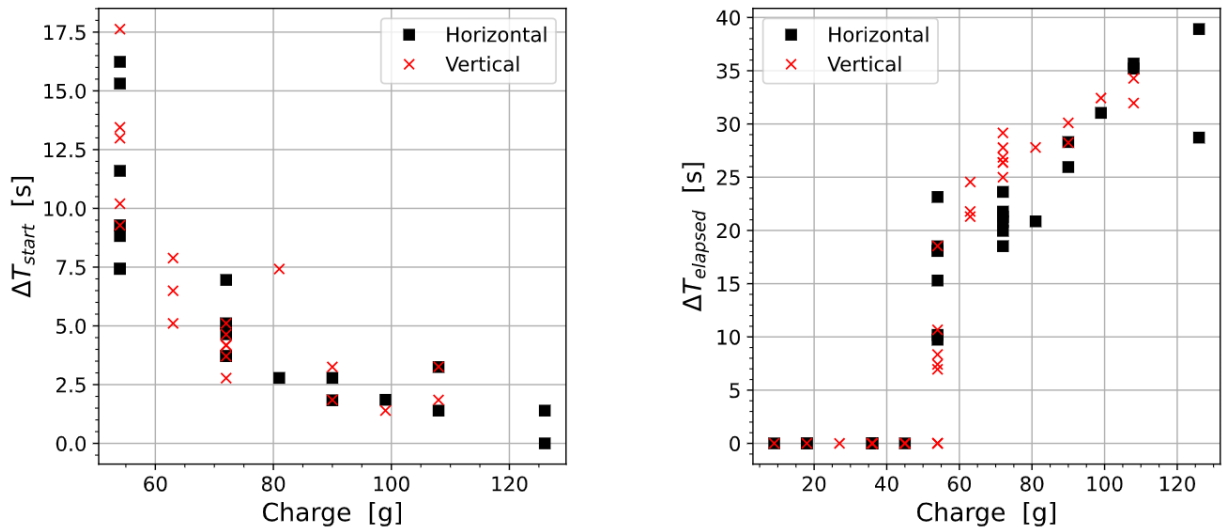 17.5
15.0
12.5
10.0
7.5
5.0
2.5
0.0
ΔT_start [s]
Horizontal
Vertical
60 80 100 120
Charge [g]
40
35
30
25
20
15
10
5
0
ΔT_elapsed [s]
Horizontal
Vertical
20 40 60 80 100 120
Charge [g]